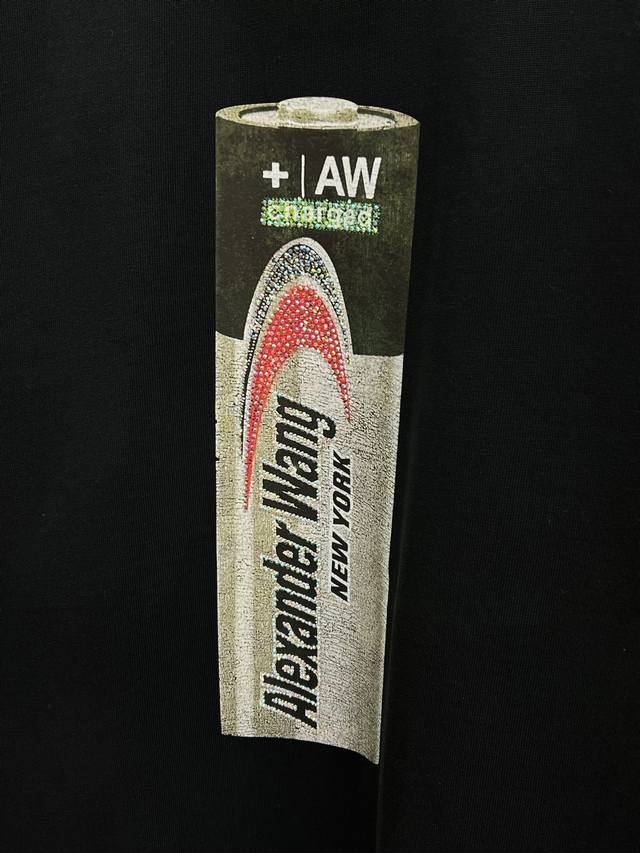 + | AW
charged
Alexander Wang
NEW YORK